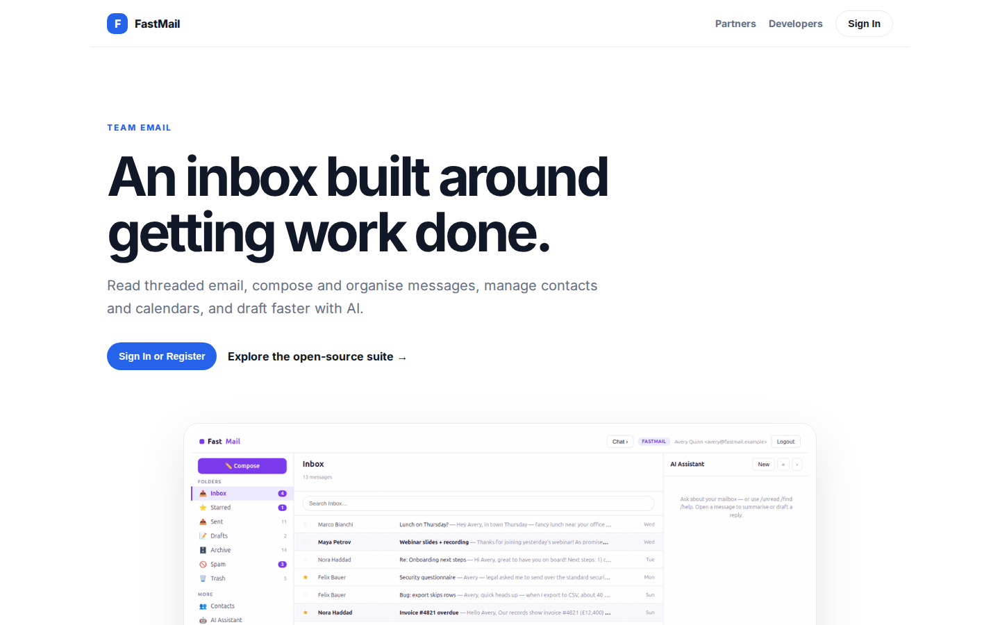 F FastMail
Partners Developers Sign In
TEAM EMAIL
An inbox built around
getting work done.
Read threaded email, compose and organise messages, manage contacts
and calendars, and draft faster with AI.
Sign In or Register Explore the open-source suite →
Fast Mail
Chat › FASTMAIL Avery Quinn <avery@fastmail.example> Logout
✏️ Compose
FOLDERS
Inbox 4
Starred 1
Sent 11
Drafts 2
Archive 14
Spam 3
Trash 5
MORE
Contacts
AI Assistant
Inbox
13 messages
Search Inbox...
Marco Bianchi Lunch on Thursday? — Hey Avery, in town Thursday — fancy lunch near your office ... Wed
Maya Petrov Webinar slides + recording — Thanks for joining yesterday's webinar! As promise... Wed
Nora Haddad Re: Onboarding next steps — Hi Avery, great to have you on board! Next steps: 1) c... Tue
Felix Bauer Security questionnaire — Avery — legal asked me to send over the standard securi... Mon
Felix Bauer Bug: export skips rows — Avery, quick heads up — when I export to CSV, about 40 ... Sun
Nora Haddad Invoice #4821 overdue — Hello Avery, Our records show invoice #4821 (£12,400) ... Sun
AI Assistant New « ›
Ask about your mailbox — or use /unread /find
/help. Open a message to summarise or draft a
reply.